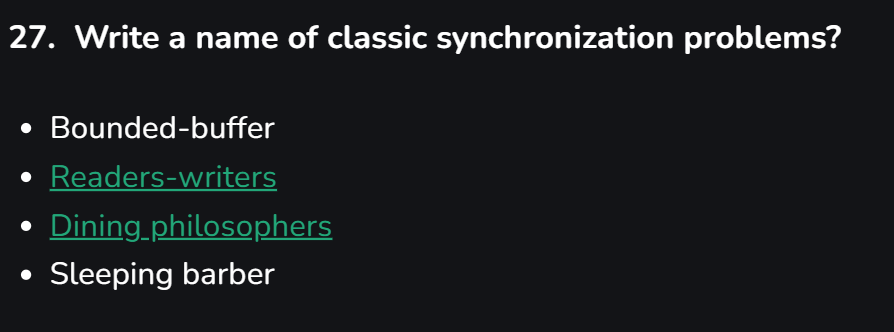 27. Write a name of classic synchronization problems?
• Bounded-buffer
• Readers-writers
• Dining philosophers
• Sleeping barber